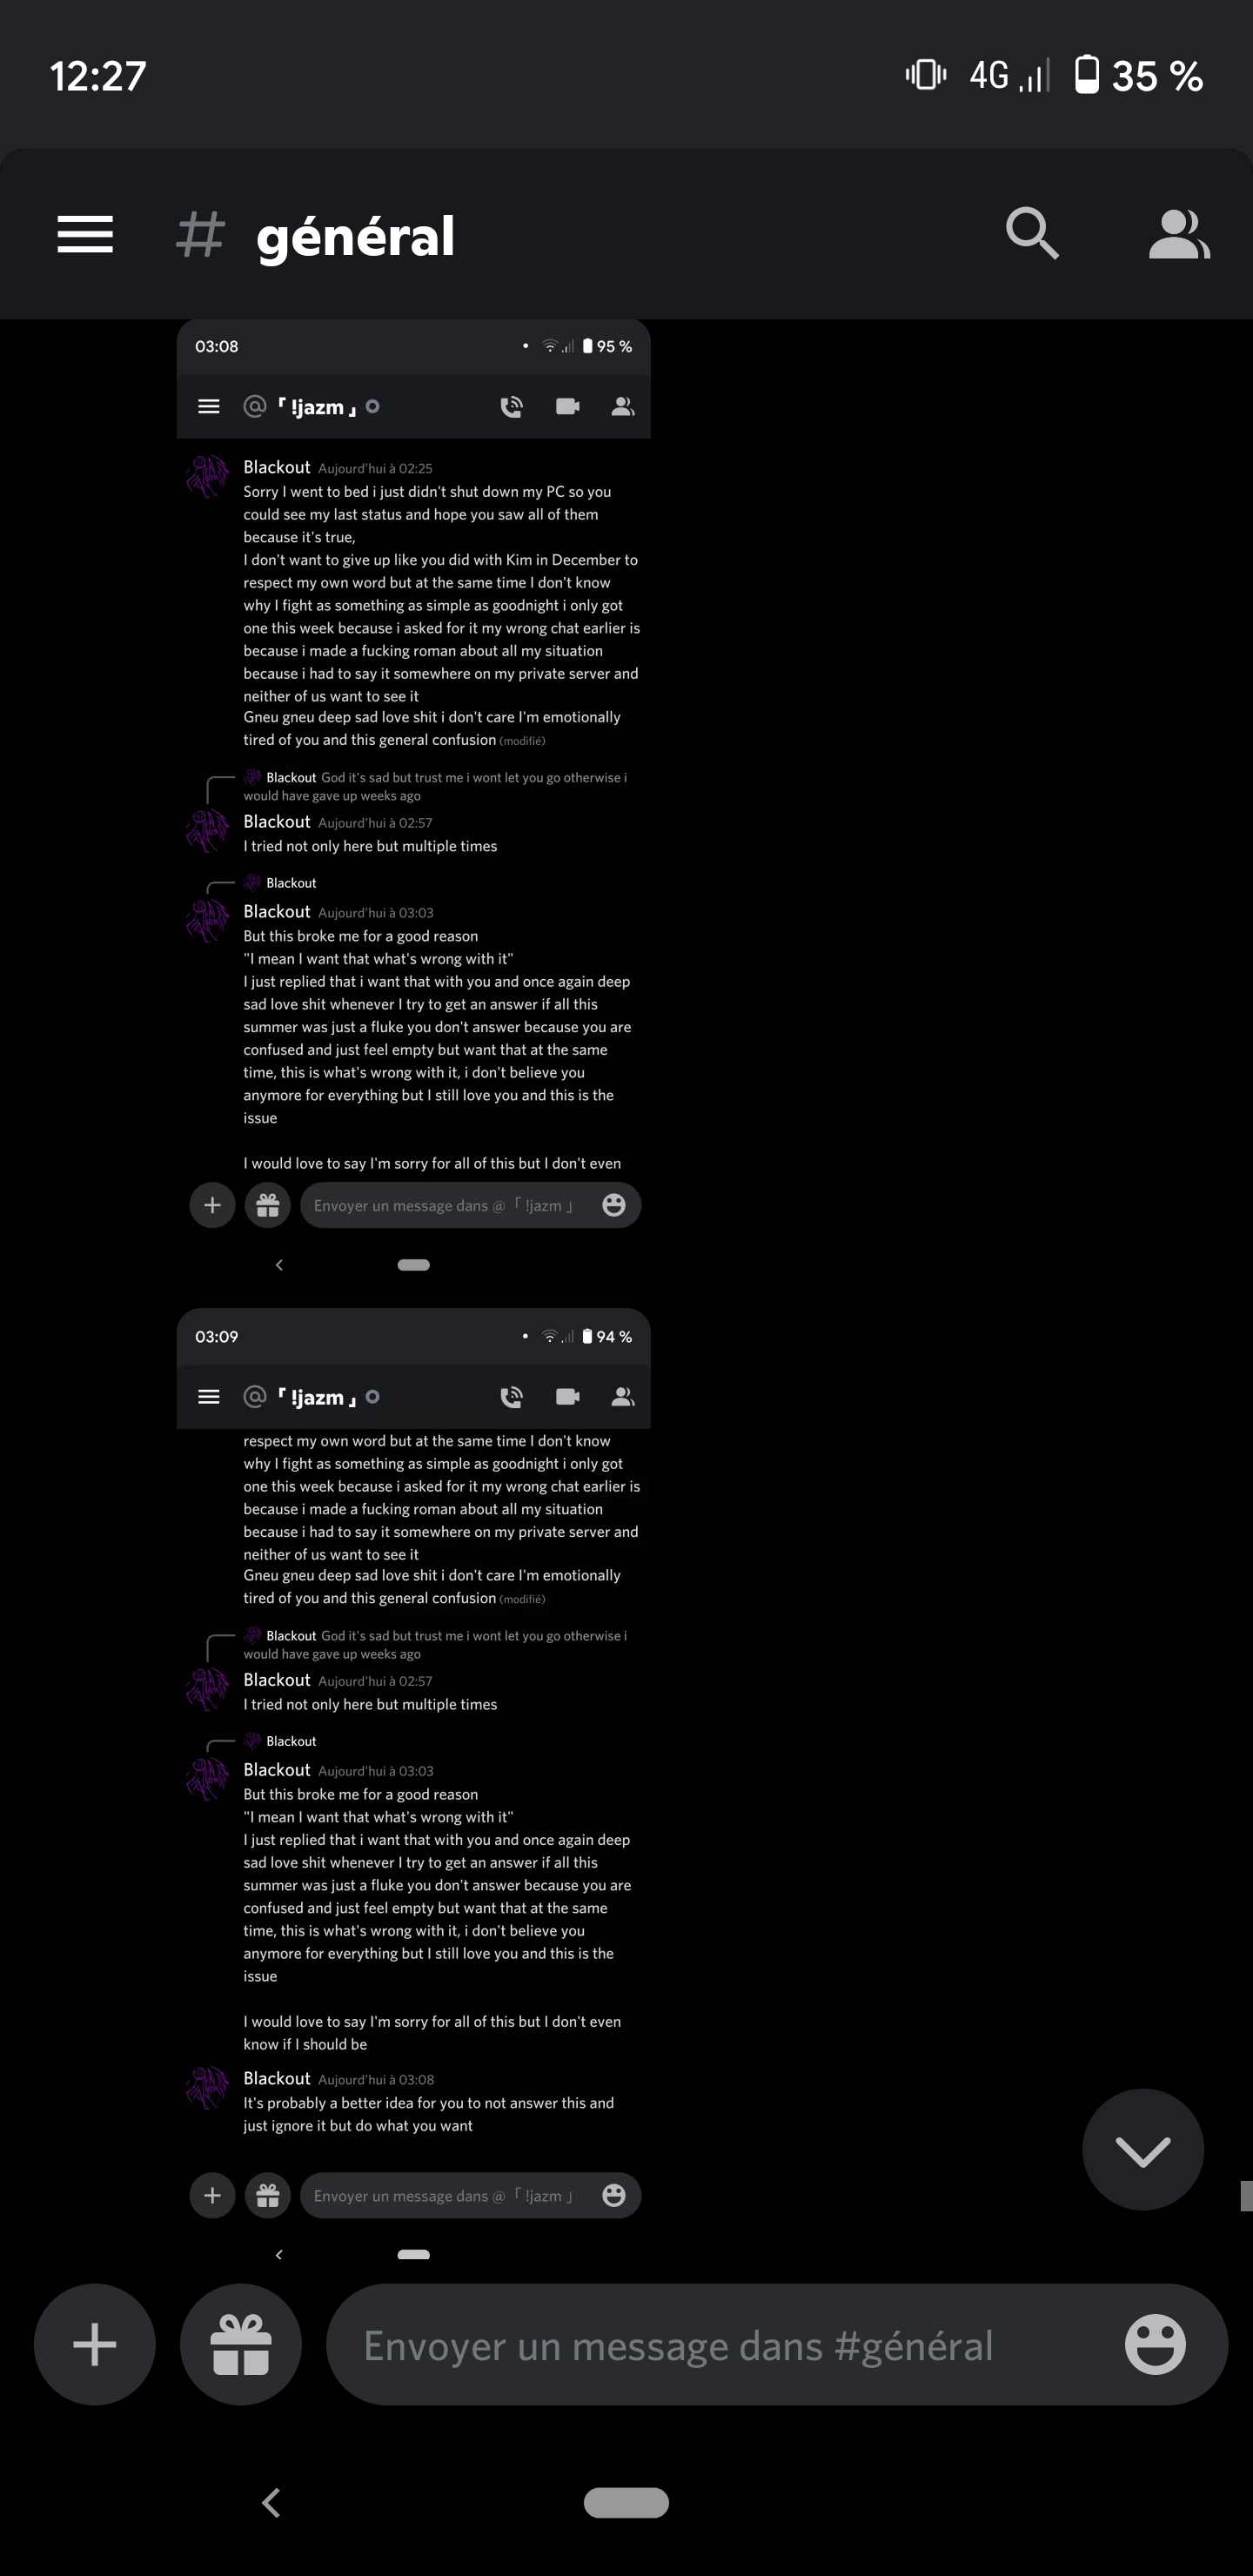 12:27
4G 35 %
# général
03:08
95 %
@ 「 !jazm 」
Blackout Aujourd'hui à 02:25
Sorry I went to bed i just didn't shut down my PC so you
could see my last status and hope you saw all of them
because it's true,
I don't want to give up like you did with Kim in December to
respect my own word but at the same time I don't know
why I fight as something as simple as goodnight i only got
one this week because i asked for it my wrong chat earlier is
because i made a fucking roman about all my situation
because i had to say it somewhere on my private server and
neither of us want to see it
Gneu gneu deep sad love shit i don't care I'm emotionally
tired of you and this general confusion (modifié)
Blackout God it's sad but trust me i wont let you go otherwise i
would have gave up weeks ago
Blackout Aujourd'hui à 02:57
I tried not only here but multiple times
Blackout
Blackout Aujourd'hui à 03:03
But this broke me for a good reason
"I mean I want that what's wrong with it"
I just replied that i want that with you and once again deep
sad love shit whenever I try to get an answer if all this
summer was just a fluke you don't answer because you are
confused and just feel empty but want that at the same
time, this is what's wrong with it, i don't believe you
anymore for everything but I still love you and this is the
issue
I would love to say I'm sorry for all of this but I don't even
Envoyer un message dans @ 「 !jazm 」
03:09
94 %
@ 「 !jazm 」
respect my own word but at the same time I don't know
why I fight as something as simple as goodnight i only got
one this week because i asked for it my wrong chat earlier is
because i made a fucking roman about all my situation
because i had to say it somewhere on my private server and
neither of us want to see it
Gneu gneu deep sad love shit i don't care I'm emotionally
tired of you and this general confusion (modifié)
Blackout God it's sad but trust me i wont let you go otherwise i
would have gave up weeks ago
Blackout Aujourd'hui à 02:57
I tried not only here but multiple times
Blackout
Blackout Aujourd'hui à 03:03
But this broke me for a good reason
"I mean I want that what's wrong with it"
I just replied that i want that with you and once again deep
sad love shit whenever I try to get an answer if all this
summer was just a fluke you don't answer because you are
confused and just feel empty but want that at the same
time, this is what's wrong with it, i don't believe you
anymore for everything but I still love you and this is the
issue
I would love to say I'm sorry for all of this but I don't even
know if I should be
Blackout Aujourd'hui à 03:08
It's probably a better idea for you to not answer this and
just ignore it but do what you want
Envoyer un message dans @ 「 !jazm 」
Envoyer un message dans #général